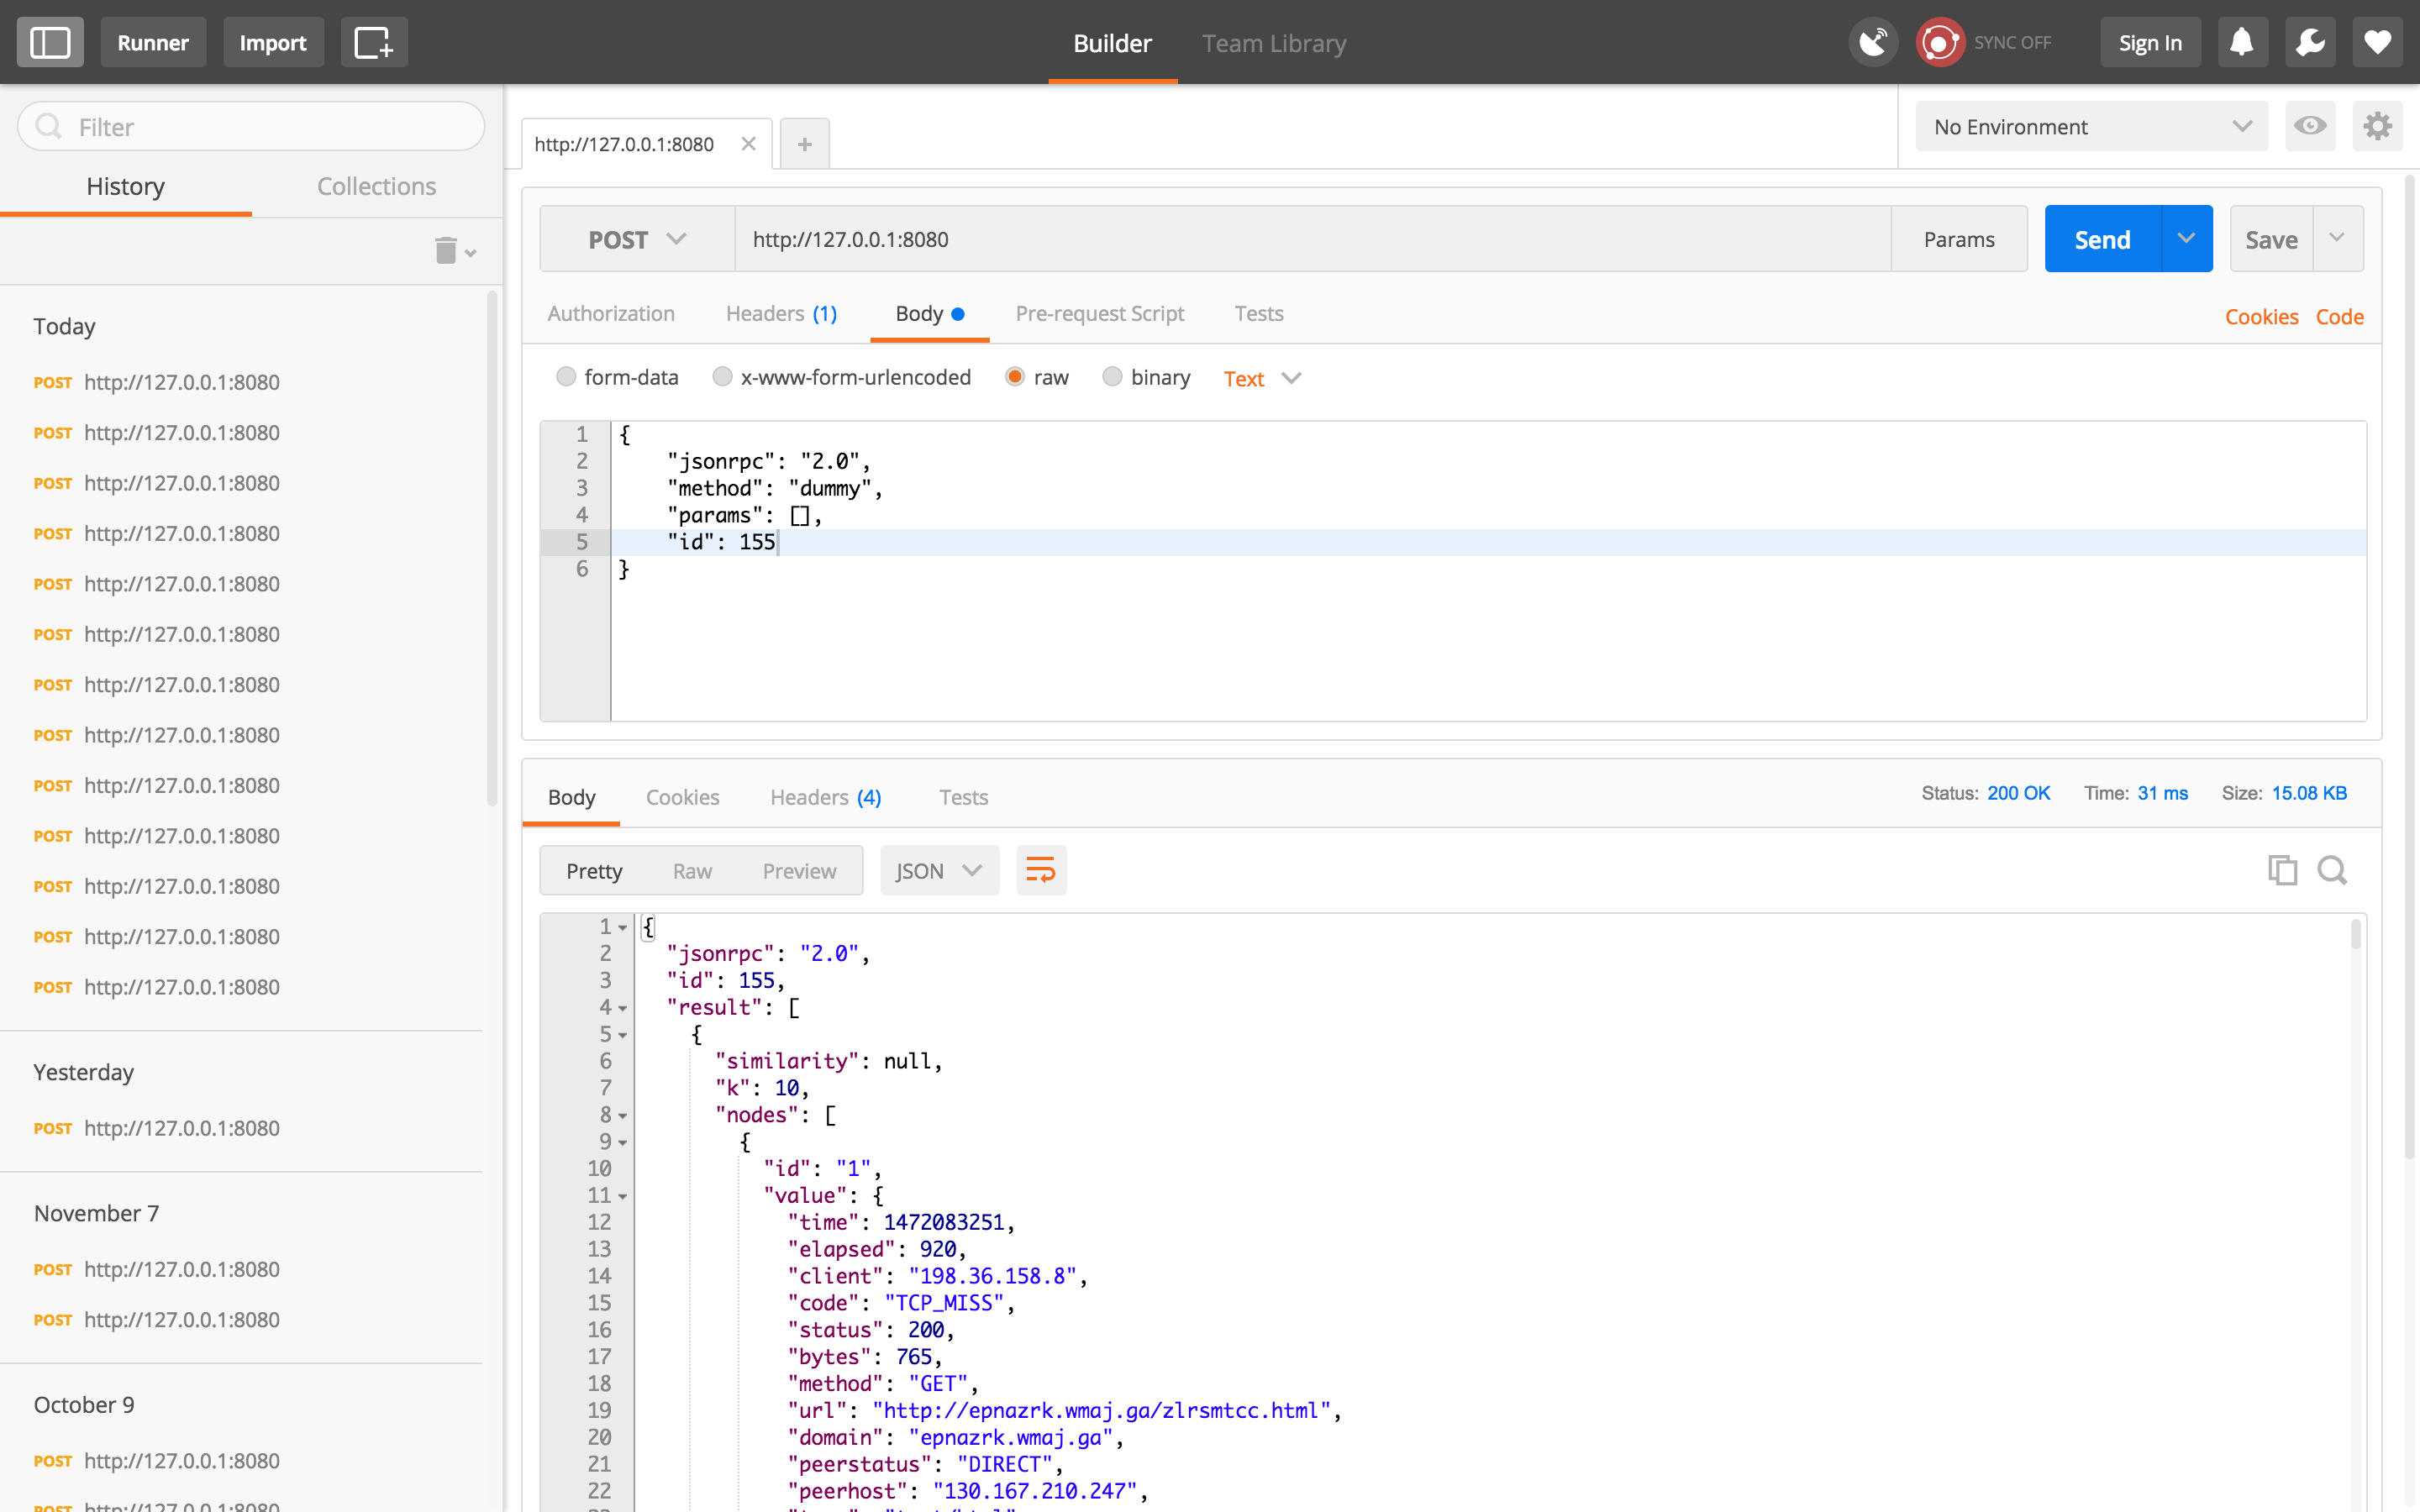 Runner
Import
Builder
Team Library
SYNC OFF
Sign In
Filter
History
Collections
Today
POST http://127.0.0.1:8080
POST http://127.0.0.1:8080
POST http://127.0.0.1:8080
POST http://127.0.0.1:8080
POST http://127.0.0.1:8080
POST http://127.0.0.1:8080
POST http://127.0.0.1:8080
POST http://127.0.0.1:8080
POST http://127.0.0.1:8080
POST http://127.0.0.1:8080
POST http://127.0.0.1:8080
POST http://127.0.0.1:8080
POST http://127.0.0.1:8080
Yesterday
POST http://127.0.0.1:8080
November 7
POST http://127.0.0.1:8080
POST http://127.0.0.1:8080
October 9
POST http://127.0.0.1:8080
POST http://127.0.0.1:8080
http://127.0.0.1:8080
No Environment
POST
http://127.0.0.1:8080
Params
Send
Save
Authorization
Headers (1)
Body
Pre-request Script
Tests
Cookies
Code
form-data
x-www-form-urlencoded
raw
binary
Text
1 {
2 "jsonrpc": "2.0",
3 "method": "dummy",
4 "params": [],
5 "id": 155
6 }
Body
Cookies
Headers (4)
Tests
Status: 200 OK
Time: 31 ms
Size: 15.08 KB
Pretty
Raw
Preview
JSON
1 {
2 "jsonrpc": "2.0",
3 "id": 155,
4 "result": [
5 {
6 "similarity": null,
7 "k": 10,
8 "nodes": [
9 {
10 "id": "1",
11 "value": {
12 "time": 1472083251,
13 "elapsed": 920,
14 "client": "198.36.158.8",
15 "code": "TCP_MISS",
16 "status": 200,
17 "bytes": 765,
18 "method": "GET",
19 "url": "http://epnazrk.wmaj.ga/zlrsmtcc.html",
20 "domain": "epnazrk.wmaj.ga",
21 "peerstatus": "DIRECT",
22 "peerhost": "130.167.210.247",